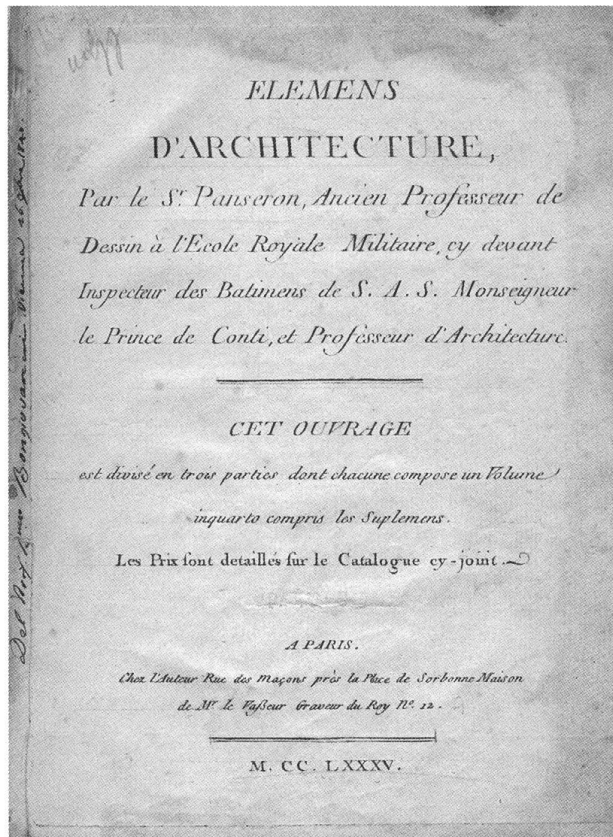 ELEMENS
D'ARCHITECTURE,
Par le Sr. Panseron, Ancien Professeur de
Dessin à l'Ecole Royale Militaire, cy devant
Inspecteur des Batimens de S. A. S. Monseigneur
le Prince de Conti, et Professeur d'Architecture.
CET OUVRAGE
est divisé en trois parties dont chacune compose un Volume
inquarto compris les Suplemens.
Les Prix sont detaillés sur le Catalogue cy-joint.
A PARIS.
Chez l'Auteur Rue des Maçons près la Place de Sorbonne Maison
de Mr. le Vaßeur Graveur du Roy No. 12.
M. CC. LXXXV.
Bongiovanni Vienna